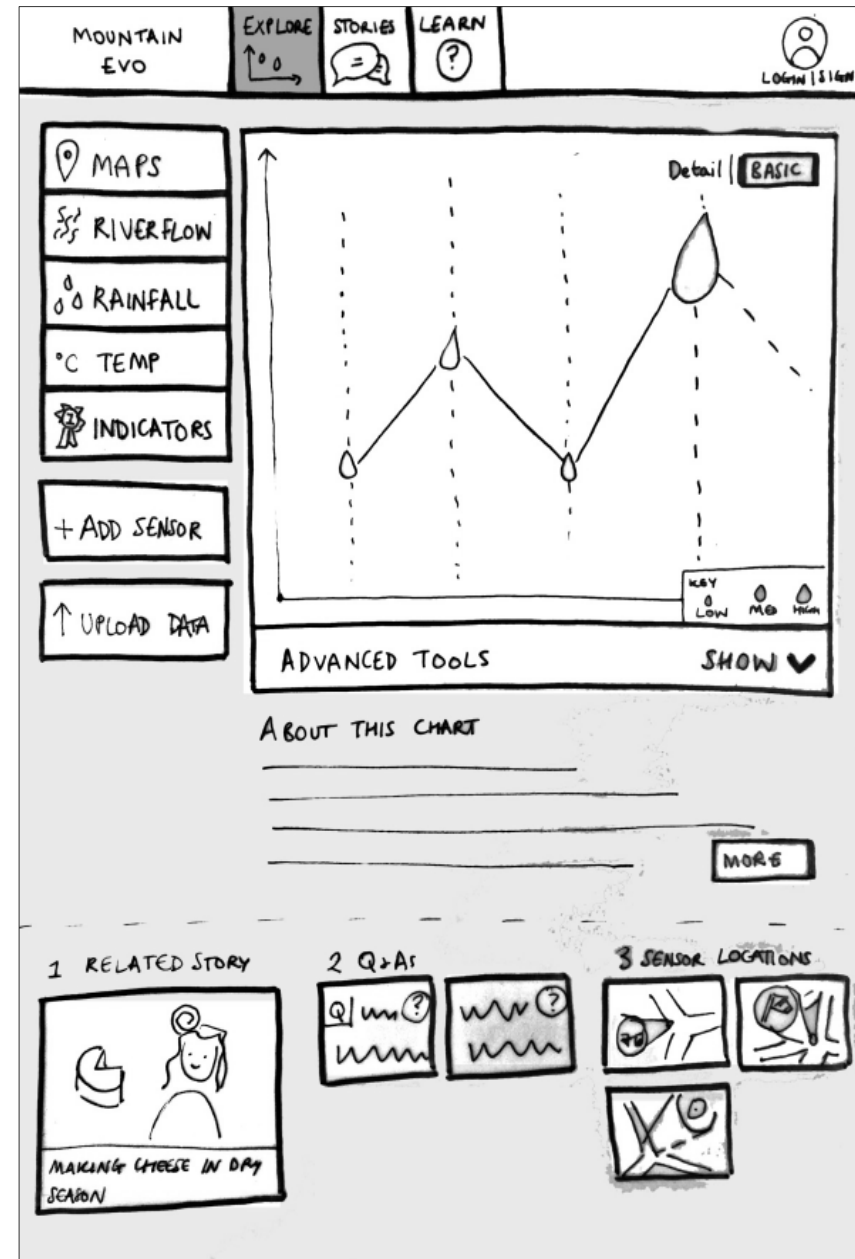 MOUNTAIN
EVO
EXPLORE
STORIES
LEARN
?
LOGIN | SIGN
MAPS
RIVERFLOW
RAINFALL
°C TEMP
INDICATORS
+ ADD SENSOR
↑ UPLOAD DATA
Detail | BASIC
KEY
LOW MED HIGH
ADVANCED TOOLS SHOW
ABOUT THIS CHART
MORE
1 RELATED STORY
MAKING CHEESE IN DRY
SEASON
2 Q&As
Q ?
?
3 SENSOR LOCATIONS